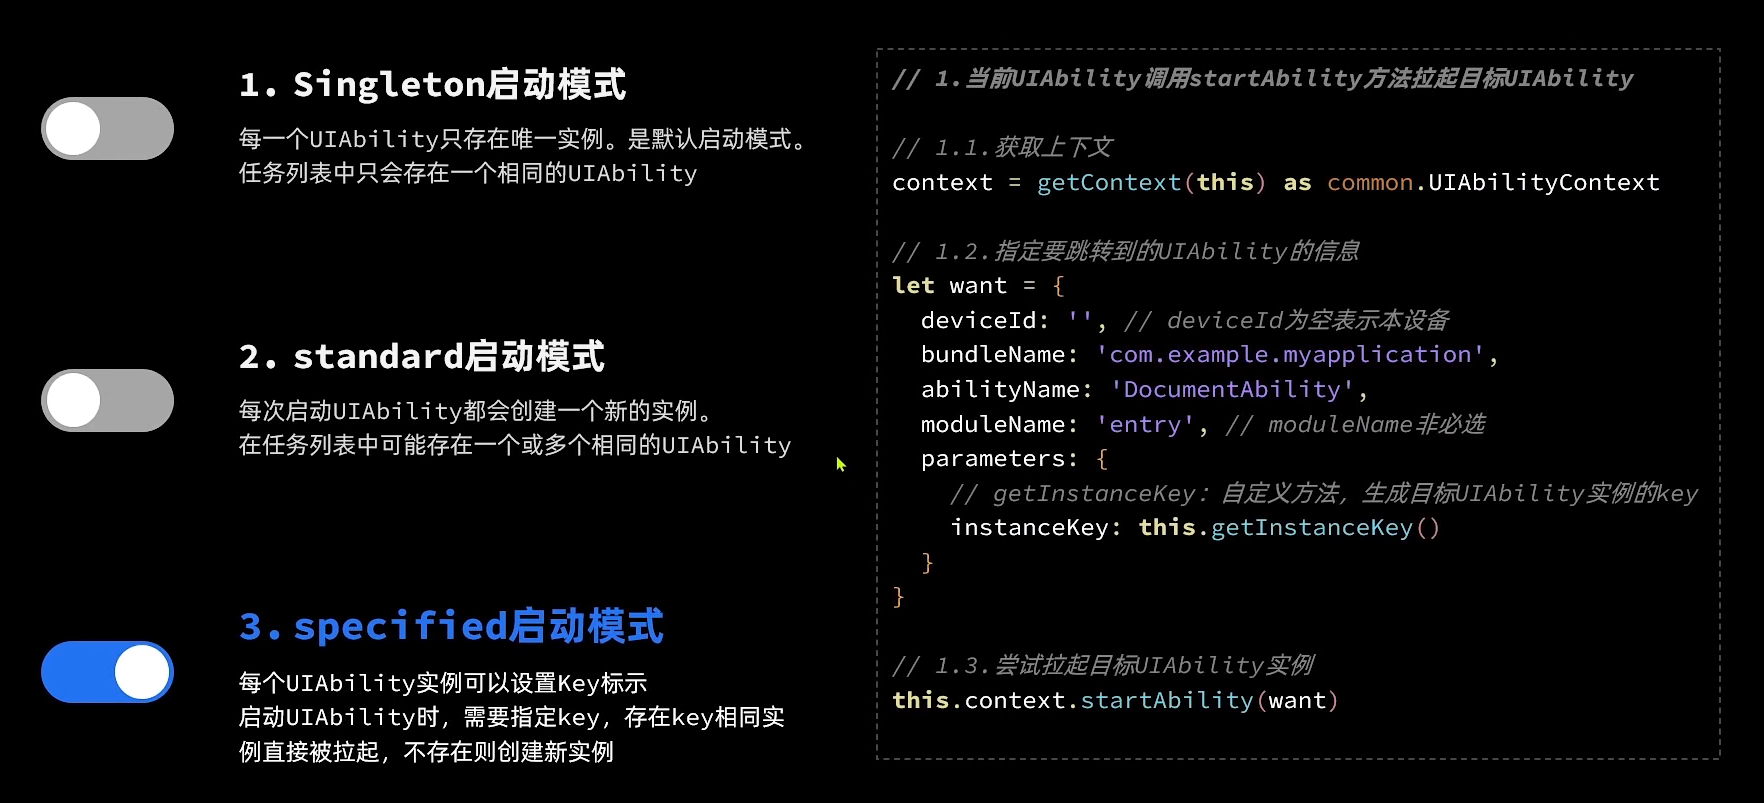 1. Singleton启动模式
每一个UIAbility只存在唯一实例。是默认启动模式。
任务列表中只会存在一个相同的UIAbility
2. standard启动模式
每次启动UIAbility都会创建一个新的实例。
在任务列表中可能存在一个或多个相同的UIAbility
3. specified启动模式
每个UIAbility实例可以设置Key标示
启动UIAbility时，需要指定key，存在key相同实
例直接被拉起，不存在则创建新实例
// 1.当前UIAbility调用startAbility方法拉起目标UIAbility
// 1.1.获取上下文
context = getContext(this) as common.UIAbilityContext
// 1.2.指定要跳转到的UIAbility的信息
let want = {
  deviceId: '', // deviceId为空表示本设备
  bundleName: 'com.example.myapplication',
  abilityName: 'DocumentAbility',
  moduleName: 'entry', // moduleName非必选
  parameters: {
    // getInstanceKey: 自定义方法，生成目标UIAbility实例的key
    instanceKey: this.getInstanceKey()
  }
}
// 1.3.尝试拉起目标UIAbility实例
this.context.startAbility(want)